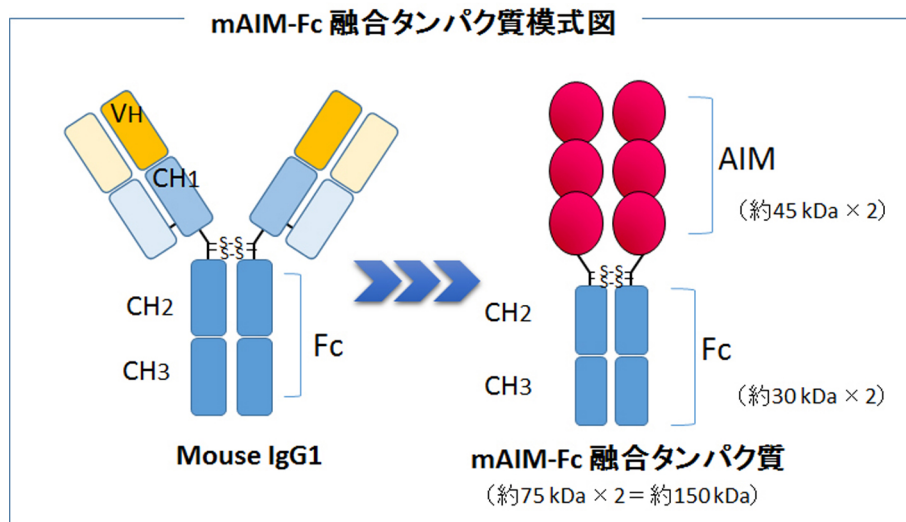 mAIM-Fc 融合タンパク質模式図
VH
CH1
S-S
S-S
CH2
CH3
Fc
Mouse IgG1
AIM
（約45 kDa × 2）
S-S
S-S
CH2
CH3
Fc
（約30 kDa × 2）
mAIM-Fc 融合タンパク質
（約75 kDa × 2＝約150 kDa）